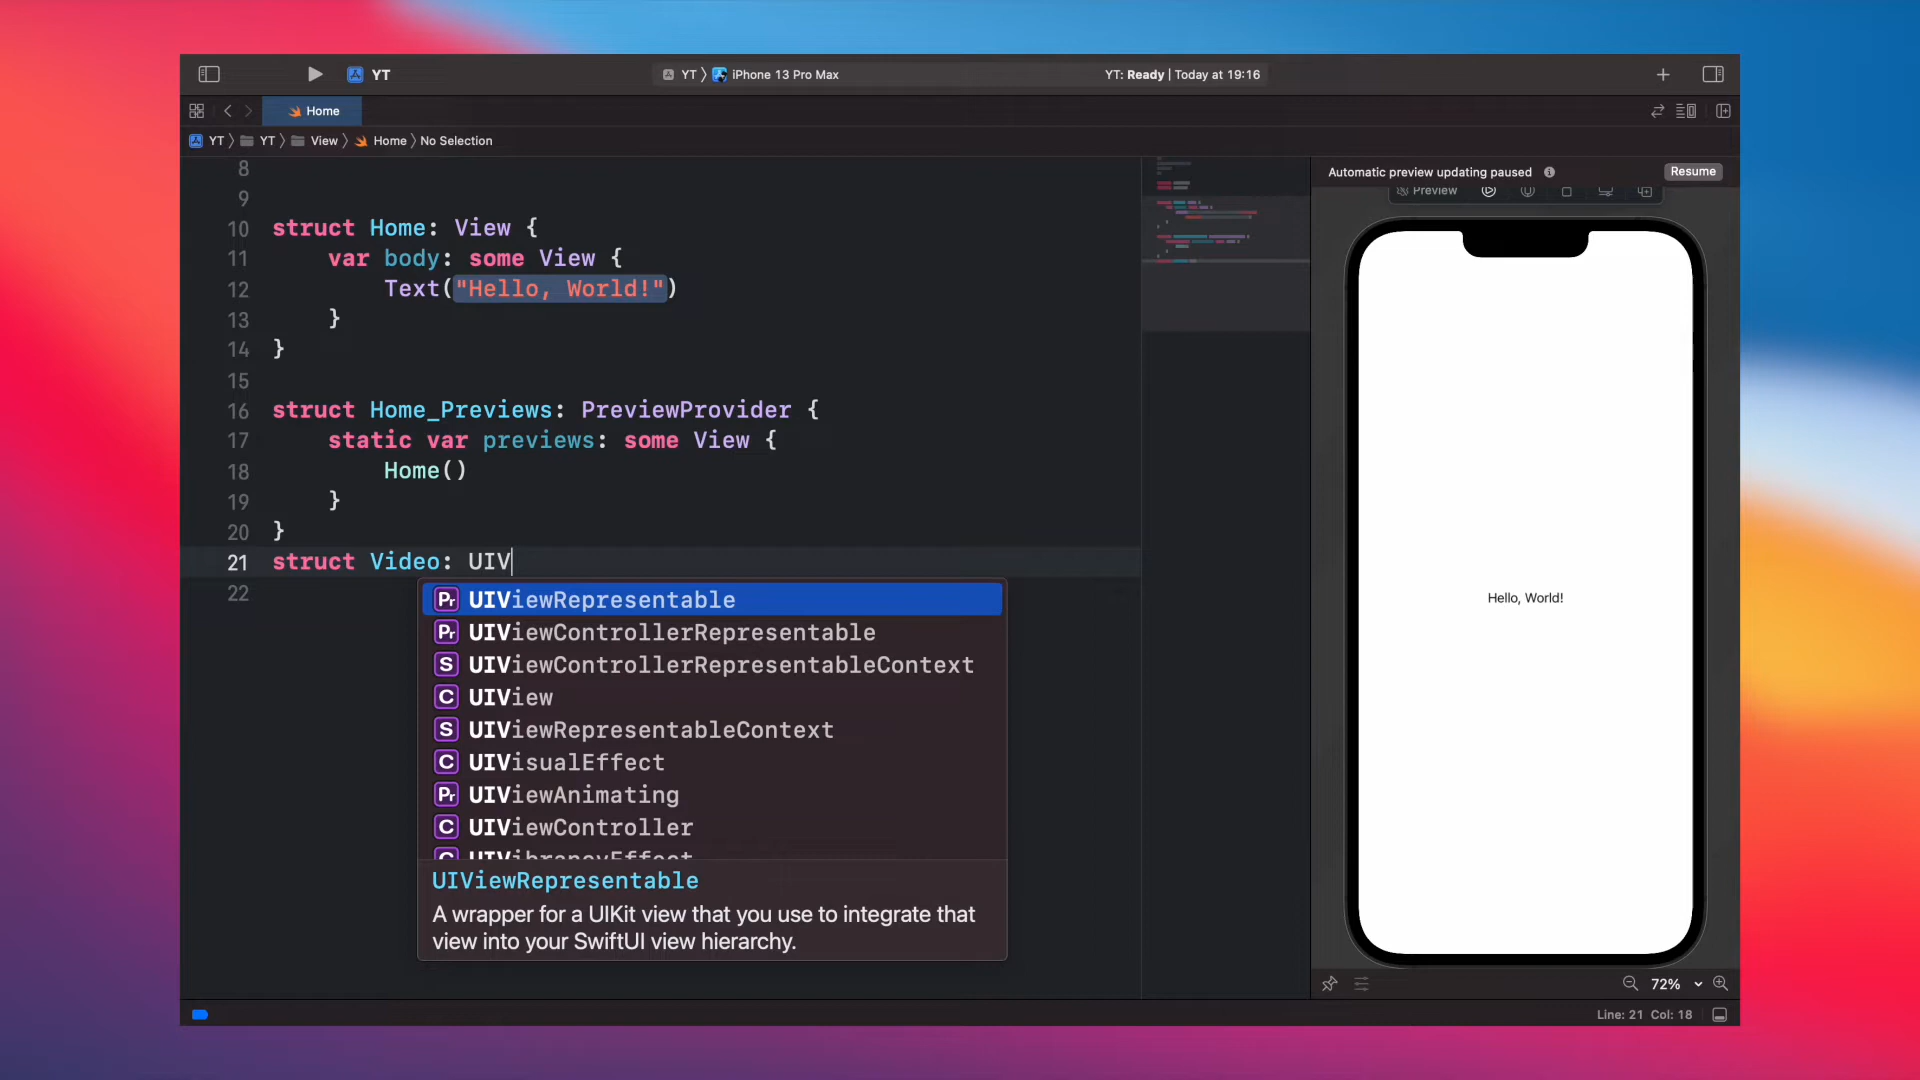 YT
YT 〉 iPhone 13 Pro Max
YT: Ready | Today at 19:16
Home
YT 〉 YT 〉 View 〉 Home 〉 No Selection
8
9
10 struct Home: View {
11 var body: some View {
12 Text("Hello, World!")
13 }
14 }
15
16 struct Home_Previews: PreviewProvider {
17 static var previews: some View {
18 Home()
19 }
20 }
21 struct Video: UIV
22
Pr UIViewRepresentable
Pr UIViewControllerRepresentable
S UIViewControllerRepresentableContext
C UIView
S UIViewRepresentableContext
C UIVisualEffect
Pr UIViewAnimating
C UIViewController
C UIVibrancyEffect
UIViewRepresentable
A wrapper for a UIKit view that you use to integrate that
view into your SwiftUI view hierarchy.
Automatic preview updating paused
Resume
Preview
Hello, World!
72%
Line: 21 Col: 18